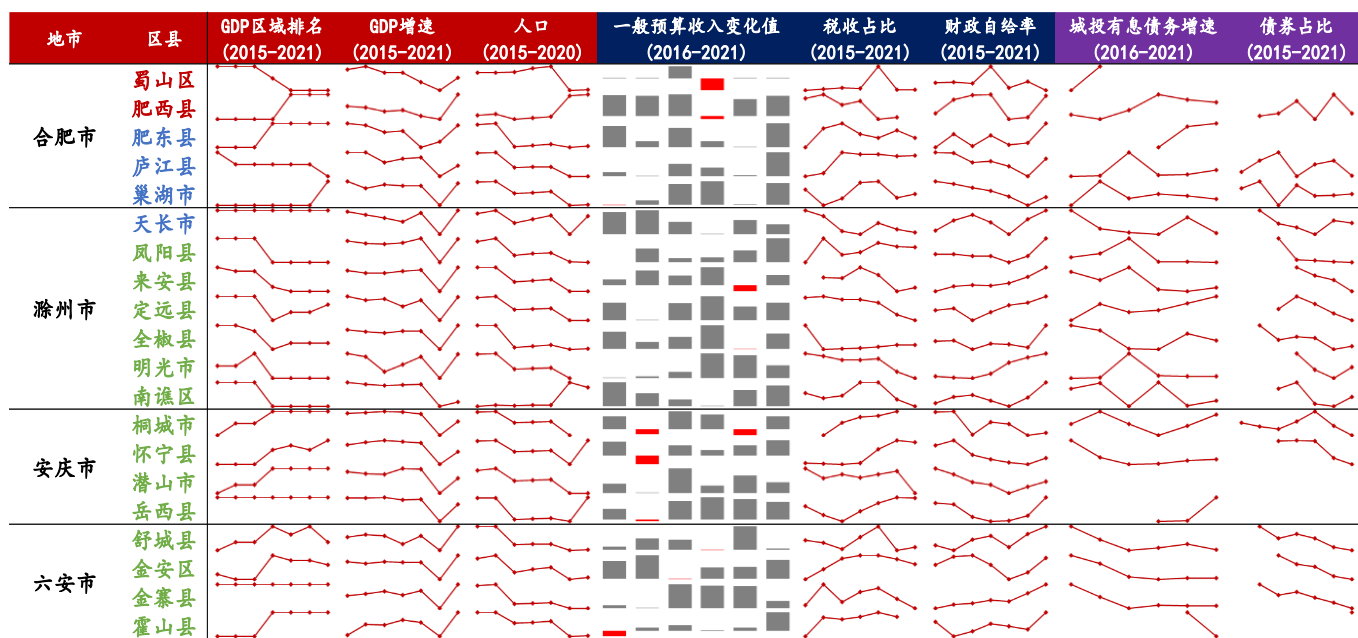 地市 区县 GDP区域排名 GDP增速 人口 一般预算收入变化值 税收占比 财政自给率 城投有息债务增速 债券占比
(2015-2021) (2015-2021) (2015-2020) (2016-2021) (2015-2021) (2015-2021) (2016-2021) (2015-2021)
合肥市
蜀山区
肥西县
肥东县
庐江县
巢湖市
滁州市
天长市
凤阳县
来安县
定远县
全椒县
明光市
南谯区
安庆市
桐城市
怀宁县
潜山市
岳西县
六安市
舒城县
金安区
金寨县
霍山县